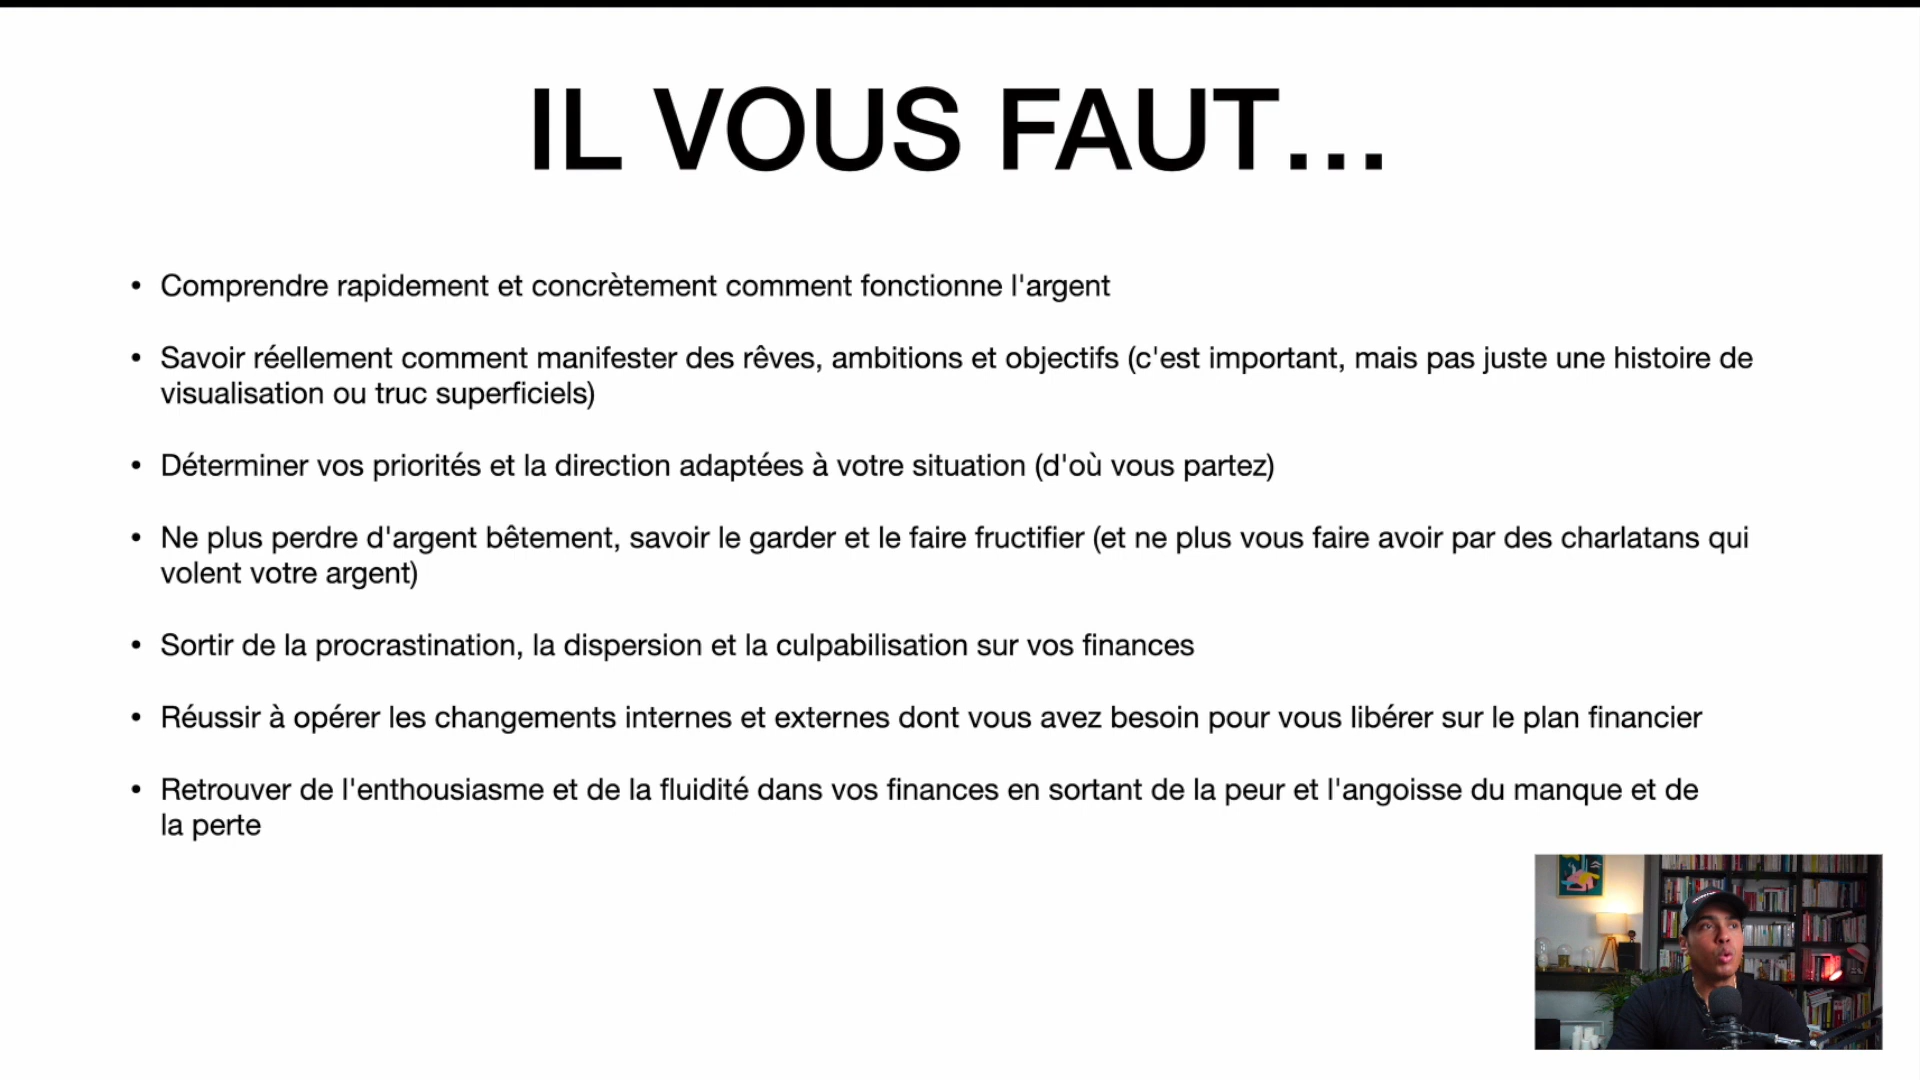 IL VOUS FAUT...
• Comprendre rapidement et concrètement comment fonctionne l'argent
• Savoir réellement comment manifester des rêves, ambitions et objectifs (c'est important, mais pas juste une histoire de
visualisation ou truc superficiels)
• Déterminer vos priorités et la direction adaptées à votre situation (d'où vous partez)
• Ne plus perdre d'argent bêtement, savoir le garder et le faire fructifier (et ne plus vous faire avoir par des charlatans qui
volent votre argent)
• Sortir de la procrastination, la dispersion et la culpabilisation sur vos finances
• Réussir à opérer les changements internes et externes dont vous avez besoin pour vous libérer sur le plan financier
• Retrouver de l'enthousiasme et de la fluidité dans vos finances en sortant de la peur et l'angoisse du manque et de
la perte